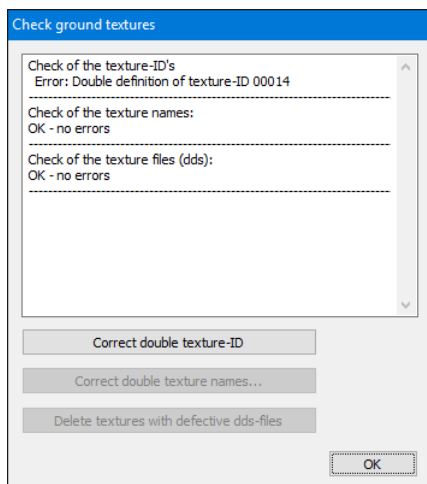 Check ground textures
Check of the texture-ID's
Error: Double definition of texture-ID 00014
Check of the texture names:
OK - no errors
Check of the texture files (dds):
OK - no errors
Correct double texture-ID
Correct double texture names...
Delete textures with defective dds-files
OK